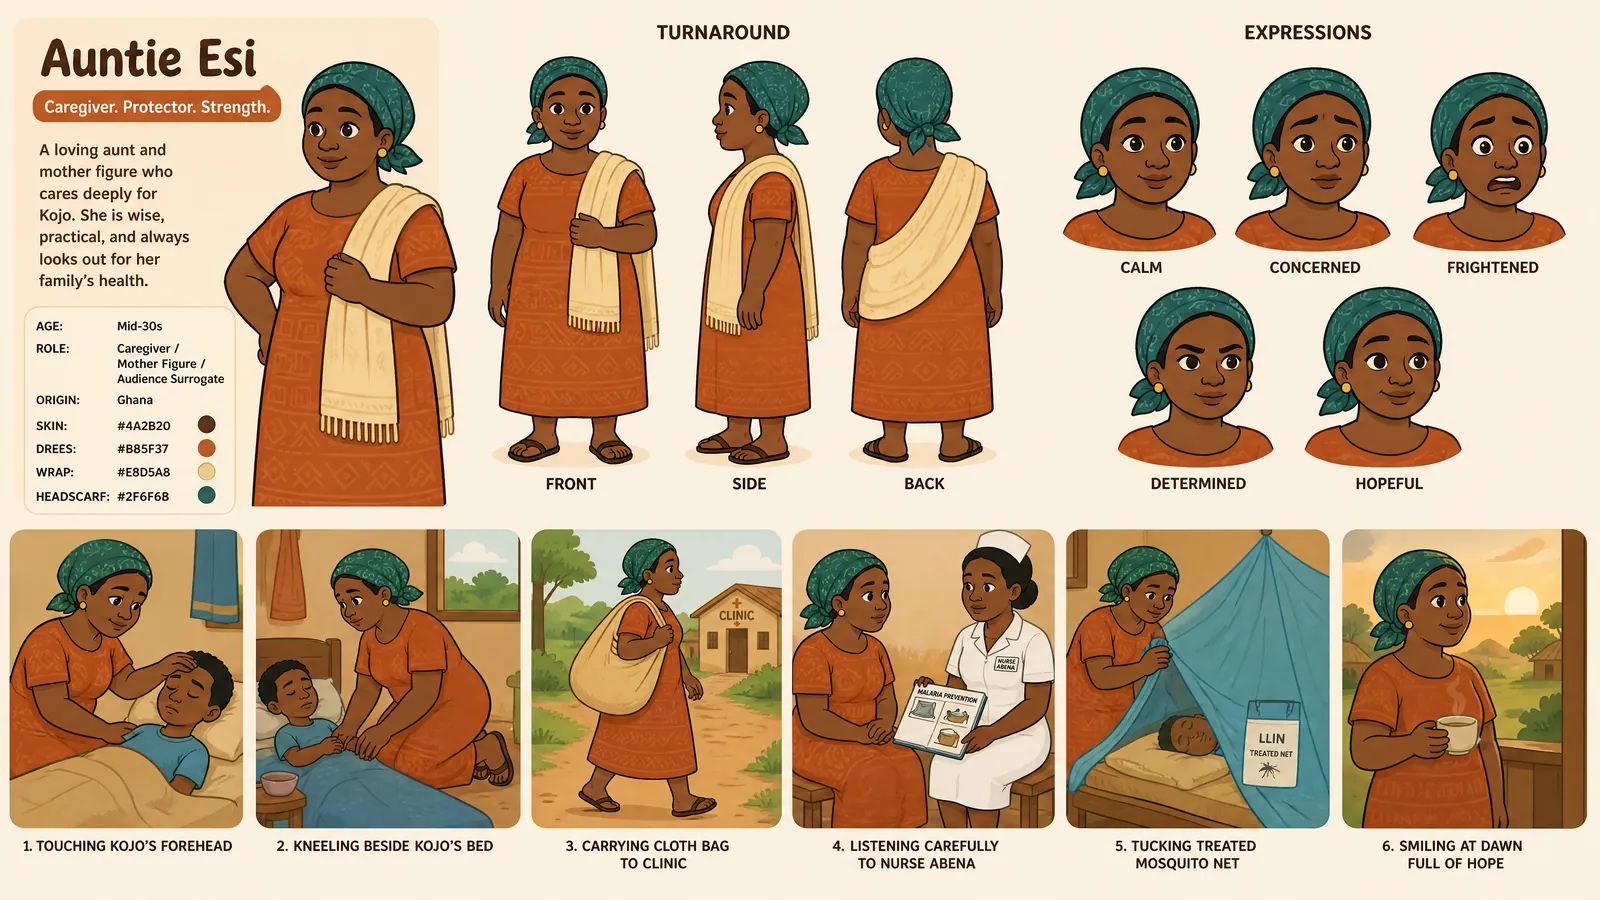 Auntie Esi
Caregiver. Protector. Strength.
A loving aunt and
mother figure who
cares deeply for
Kojo. She is wise,
practical, and always
looks out for her
family's health.
AGE: Mid-30s
ROLE: Caregiver /
Mother Figure /
Audience Surrogate
ORIGIN: Ghana
SKIN: #4A2B20
DREES: #B85F37
WRAP: #E8D5A8
HEADSCARF: #2F6F6B
TURNAROUND
FRONT
SIDE
BACK
EXPRESSIONS
CALM
CONCERNED
FRIGHTENED
DETERMINED
HOPEFUL
1. TOUCHING KOJO'S FOREHEAD
2. KNEELING BESIDE KOJO'S BED
CLINIC
3. CARRYING CLOTH BAG
TO CLINIC
NURSE
ABENA
MALARIA PREVENTION
4. LISTENING CAREFULLY
TO NURSE ABENA
LLIN
TREATED NET
5. TUCKING TREATED
MOSQUITO NET
6. SMILING AT DAWN
FULL OF HOPE